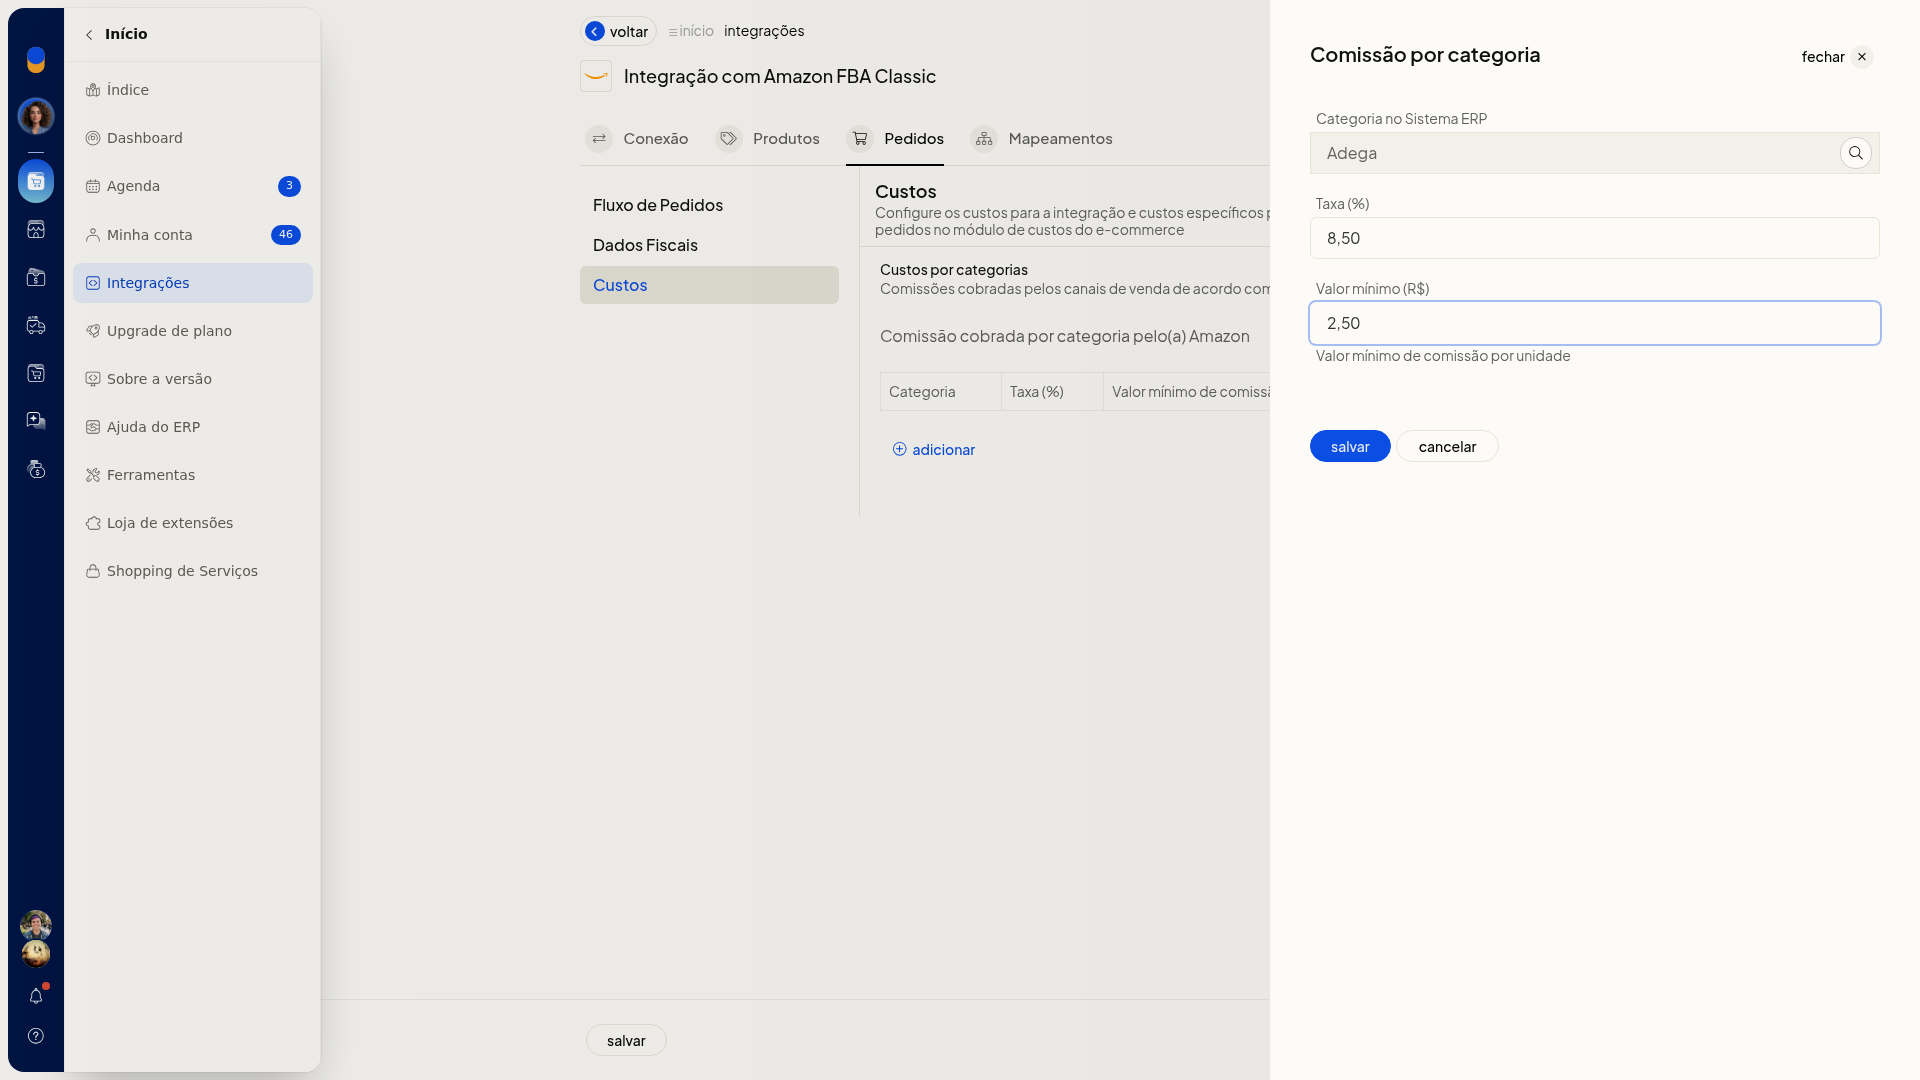 Início
Índice
Dashboard
Agenda
3
Minha conta
46
Integrações
Upgrade de plano
Sobre a versão
Ajuda do ERP
Ferramentas
Loja de extensões
Shopping de Serviços
voltar
início
integrações
Integração com Amazon FBA Classic
Conexão
Produtos
Pedidos
Mapeamentos
Fluxo de Pedidos
Dados Fiscais
Custos
Custos
Configure os custos para a integração e custos específicos
pedidos no módulo de custos do e-commerce
Custos por categorias
Comissões cobradas pelos canais de venda de acordo com
Comissão cobrada por categoria pelo(a) Amazon
Categoria
Taxa (%)
Valor mínimo de
adicionar
salvar
Comissão por categoria
fechar
Categoria no Sistema ERP
Adega
Taxa (%)
8,50
Valor mínimo (R$)
2,50
Valor mínimo de comissão por unidade
salvar
cancelar